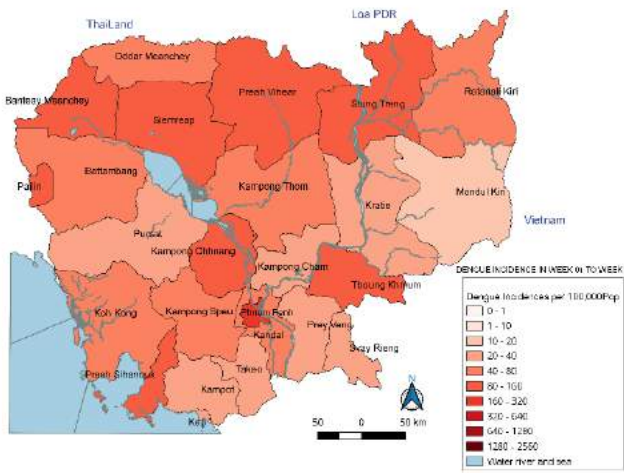 ThaiLand
Loa PDR
Oddar Meanchey
Banteay Meanchey
Preah Vihear
Stung Treng
Ratanak Kiri
Siemreap
Pailin
Battambang
Kampong Thom
Mondul Kiri
Kratie
Pursat
Vietnam
Kampong Chhnang
Kampong Cham
Tboung Khmum
Koh Kong
Kampong Speu
Phnom Penh
Prey Veng
Kandal
Svay Rieng
Preah Sihanouk
Takeo
Kampot
Kep
N
50 0 50 km
DENGUE INCIDENCE IN WEEK 01 TO WEEK
Dengue Incidences per 100,000Pop
0 - 1
1 - 10
10 - 20
20 - 40
40 - 80
80 - 160
160 - 320
320 - 640
640 - 1280
1280 - 2560
Water river and sea